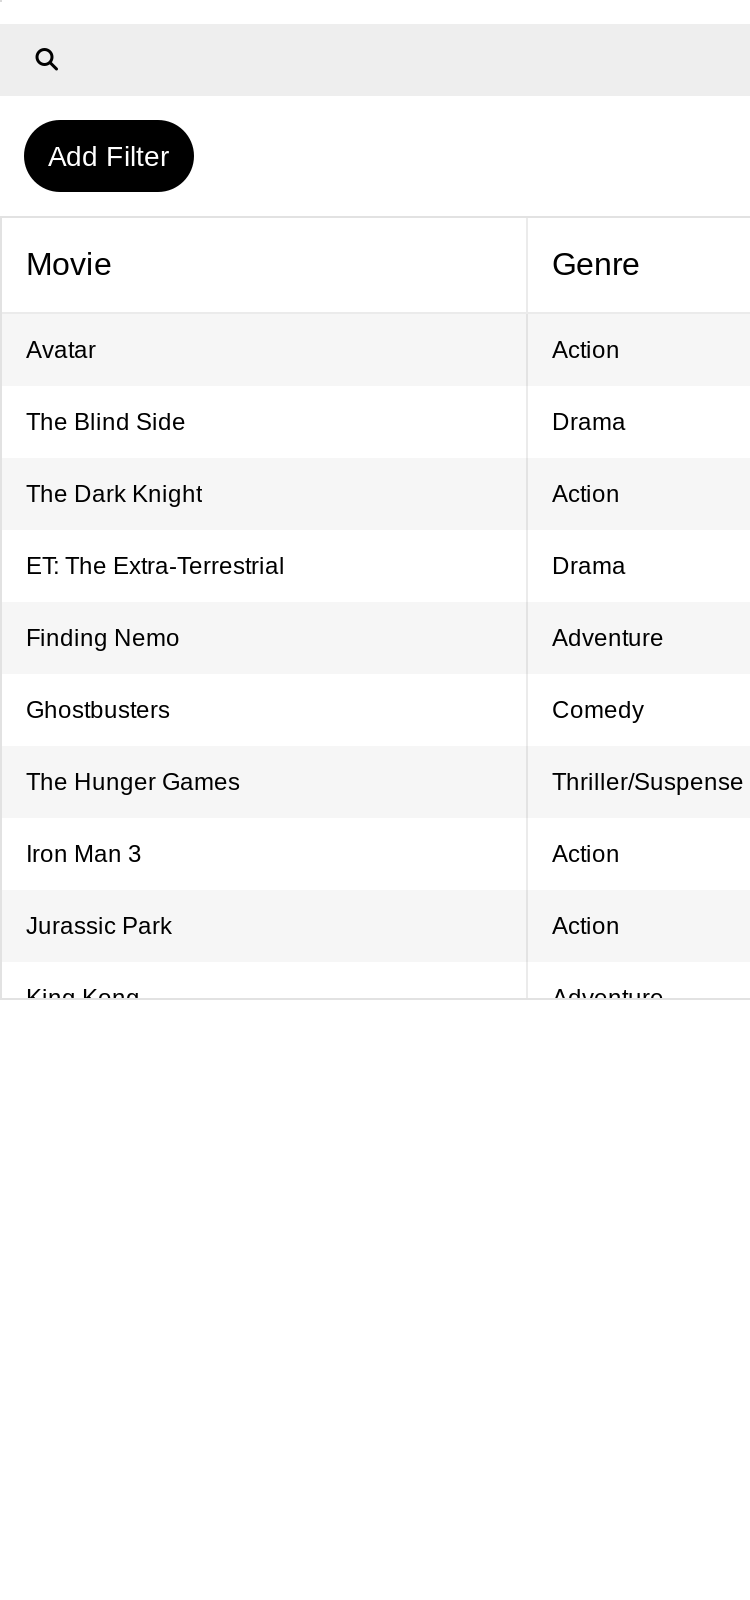 Add Filter
Movie Genre
Avatar Action
The Blind Side Drama
The Dark Knight Action
ET: The Extra-Terrestrial Drama
Finding Nemo Adventure
Ghostbusters Comedy
The Hunger Games Thriller/Suspense
Iron Man 3 Action
Jurassic Park Action
King Kong Adventure